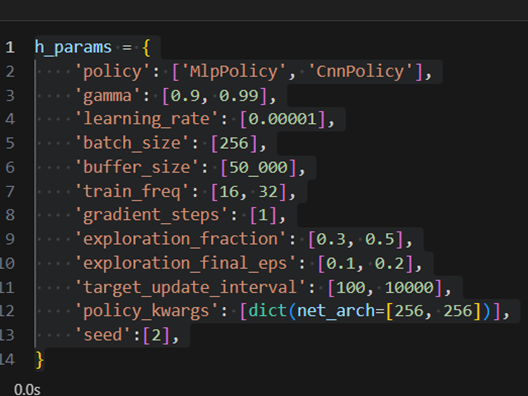 1 h_params = {
2 'policy': ['MlpPolicy', 'CnnPolicy'],
3 'gamma': [0.9, 0.99],
4 'learning_rate': [0.00001],
5 'batch_size': [256],
6 'buffer_size': [50_000],
7 'train_freq': [16, 32],
8 'gradient_steps': [1],
9 'exploration_fraction': [0.3, 0.5],
10 'exploration_final_eps': [0.1, 0.2],
11 'target_update_interval': [100, 10000],
12 'policy_kwargs': [dict(net_arch=[256, 256])],
13 'seed':[2],
14 }
0.0s